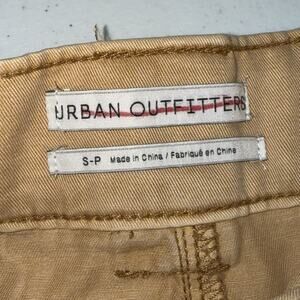 URBAN OUTFITTERS
S-P Made in China / Fabriqué en Chine